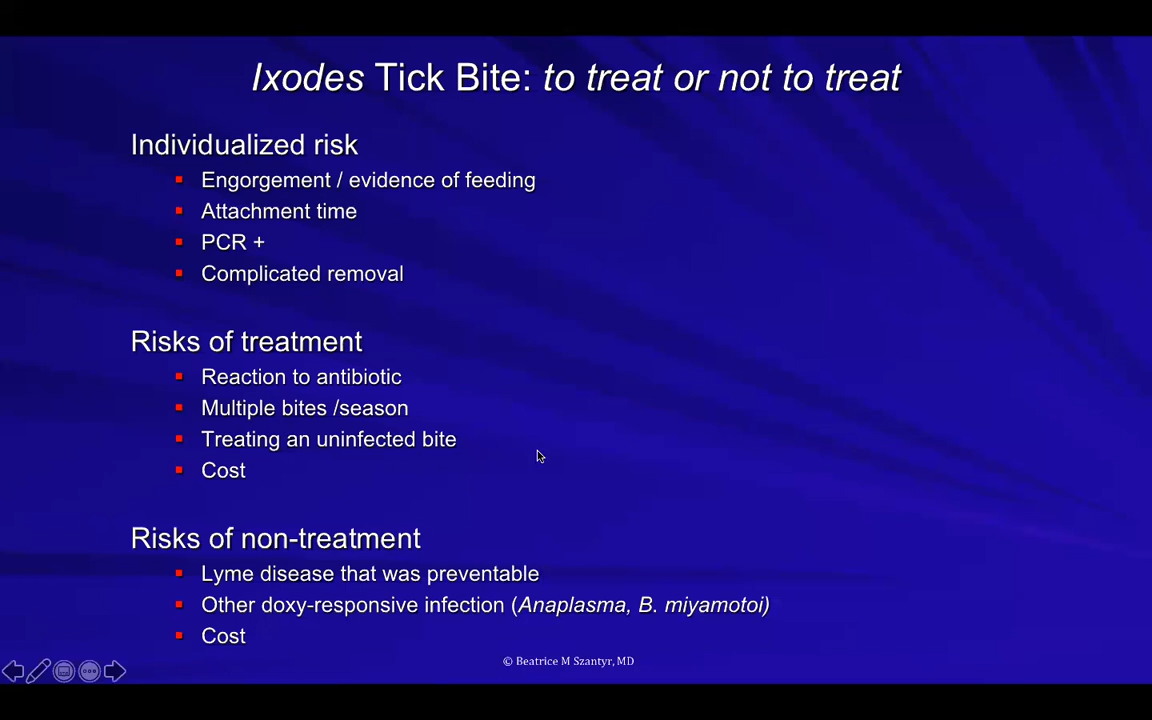 Ixodes Tick Bite: to treat or not to treat
Individualized risk
Engorgement / evidence of feeding
Attachment time
PCR +
Complicated removal
Risks of treatment
Reaction to antibiotic
Multiple bites /season
Treating an uninfected bite
Cost
Risks of non-treatment
Lyme disease that was preventable
Other doxy-responsive infection (Anaplasma, B. miyamotoi)
Cost
© Beatrice M Szantyr, MD